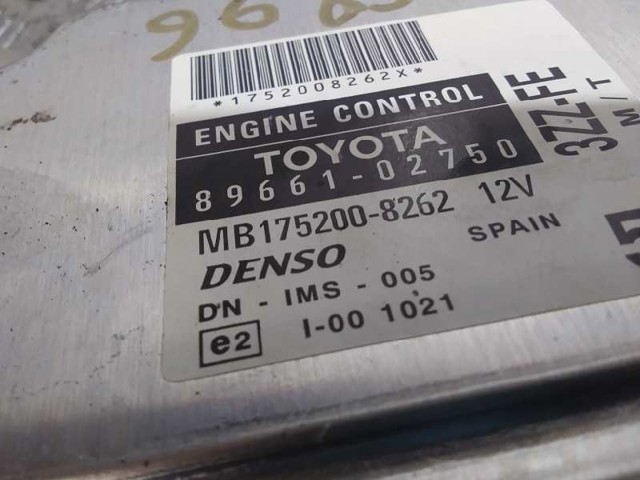 *1752008262X*
ENGINE CONTROL
TOYOTA
89661-02750
3ZZ-FE
M/T
MB175200-8262 12V
DENSO
SPAIN
DN - IMS - 005
e2
I-00 1021
5